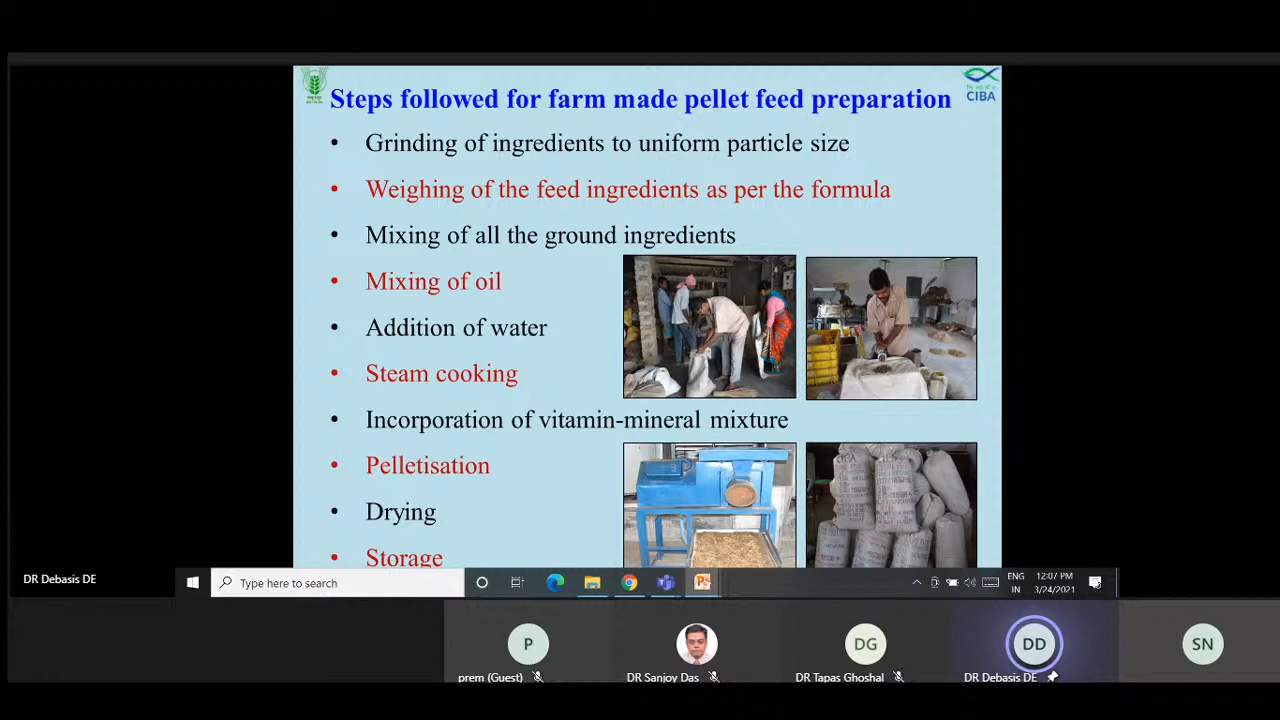 Steps followed for farm made pellet feed preparation
CIBA
• Grinding of ingredients to uniform particle size
• Weighing of the feed ingredients as per the formula
• Mixing of all the ground ingredients
• Mixing of oil
• Addition of water
• Steam cooking
• Incorporation of vitamin-mineral mixture
• Pelletisation
• Drying
• Storage
DR Debasis DE
Type here to search
ENG
IN
12:07 PM
3/24/2021
P
DG
DD
SN
prem (Guest)
DR Sanjoy Das
DR Tapas Ghoshal
DR Debasis DE